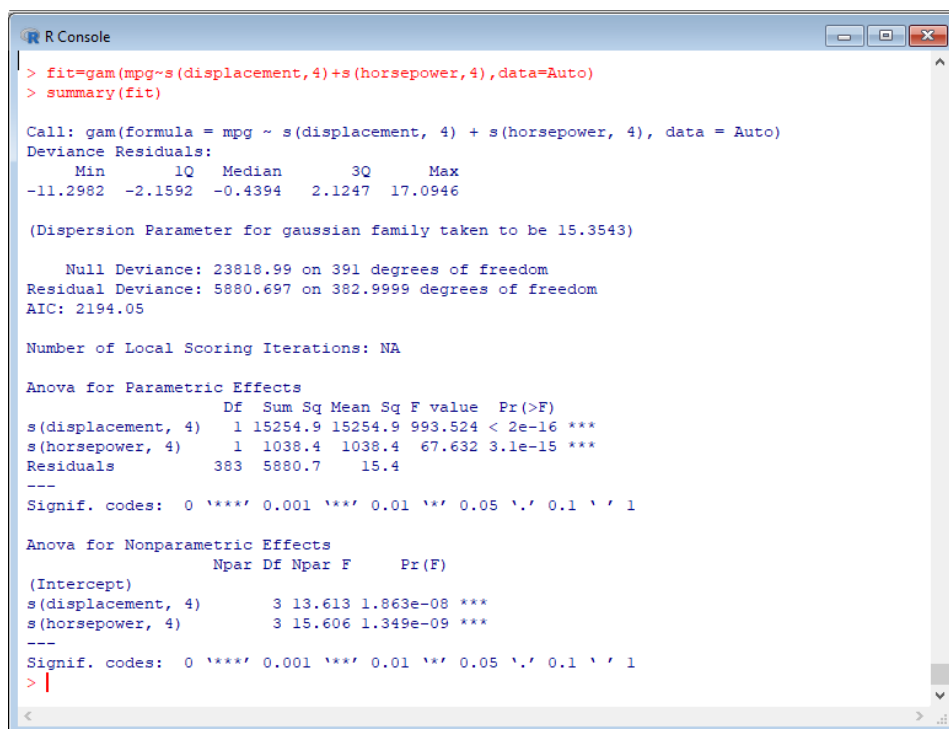 R Console
> fit=gam(mpg~s(displacement,4)+s(horsepower,4),data=Auto)
> summary(fit)
Call: gam(formula = mpg ~ s(displacement, 4) + s(horsepower, 4), data = Auto)
Deviance Residuals:
     Min       1Q   Median       3Q      Max
-11.2982  -2.1592  -0.4394   2.1247  17.0946
(Dispersion Parameter for gaussian family taken to be 15.3543)
    Null Deviance: 23818.99 on 391 degrees of freedom
Residual Deviance: 5880.697 on 382.9999 degrees of freedom
AIC: 2194.05
Number of Local Scoring Iterations: NA
Anova for Parametric Effects
                    Df  Sum Sq Mean Sq F value  Pr(>F)
s(displacement, 4)   1 15254.9 15254.9 993.524 < 2e-16 ***
s(horsepower, 4)     1  1038.4  1038.4  67.632 3.1e-15 ***
Residuals          383  5880.7    15.4
---
Signif. codes:  0 ‘***’ 0.001 ‘**’ 0.01 ‘*’ 0.05 ‘.’ 0.1 ‘ ’ 1
Anova for Nonparametric Effects
                   Npar Df Npar F     Pr(F)
(Intercept)
s(displacement, 4)       3 13.613 1.863e-08 ***
s(horsepower, 4)         3 15.606 1.349e-09 ***
---
Signif. codes:  0 ‘***’ 0.001 ‘**’ 0.01 ‘*’ 0.05 ‘.’ 0.1 ‘ ’ 1
>